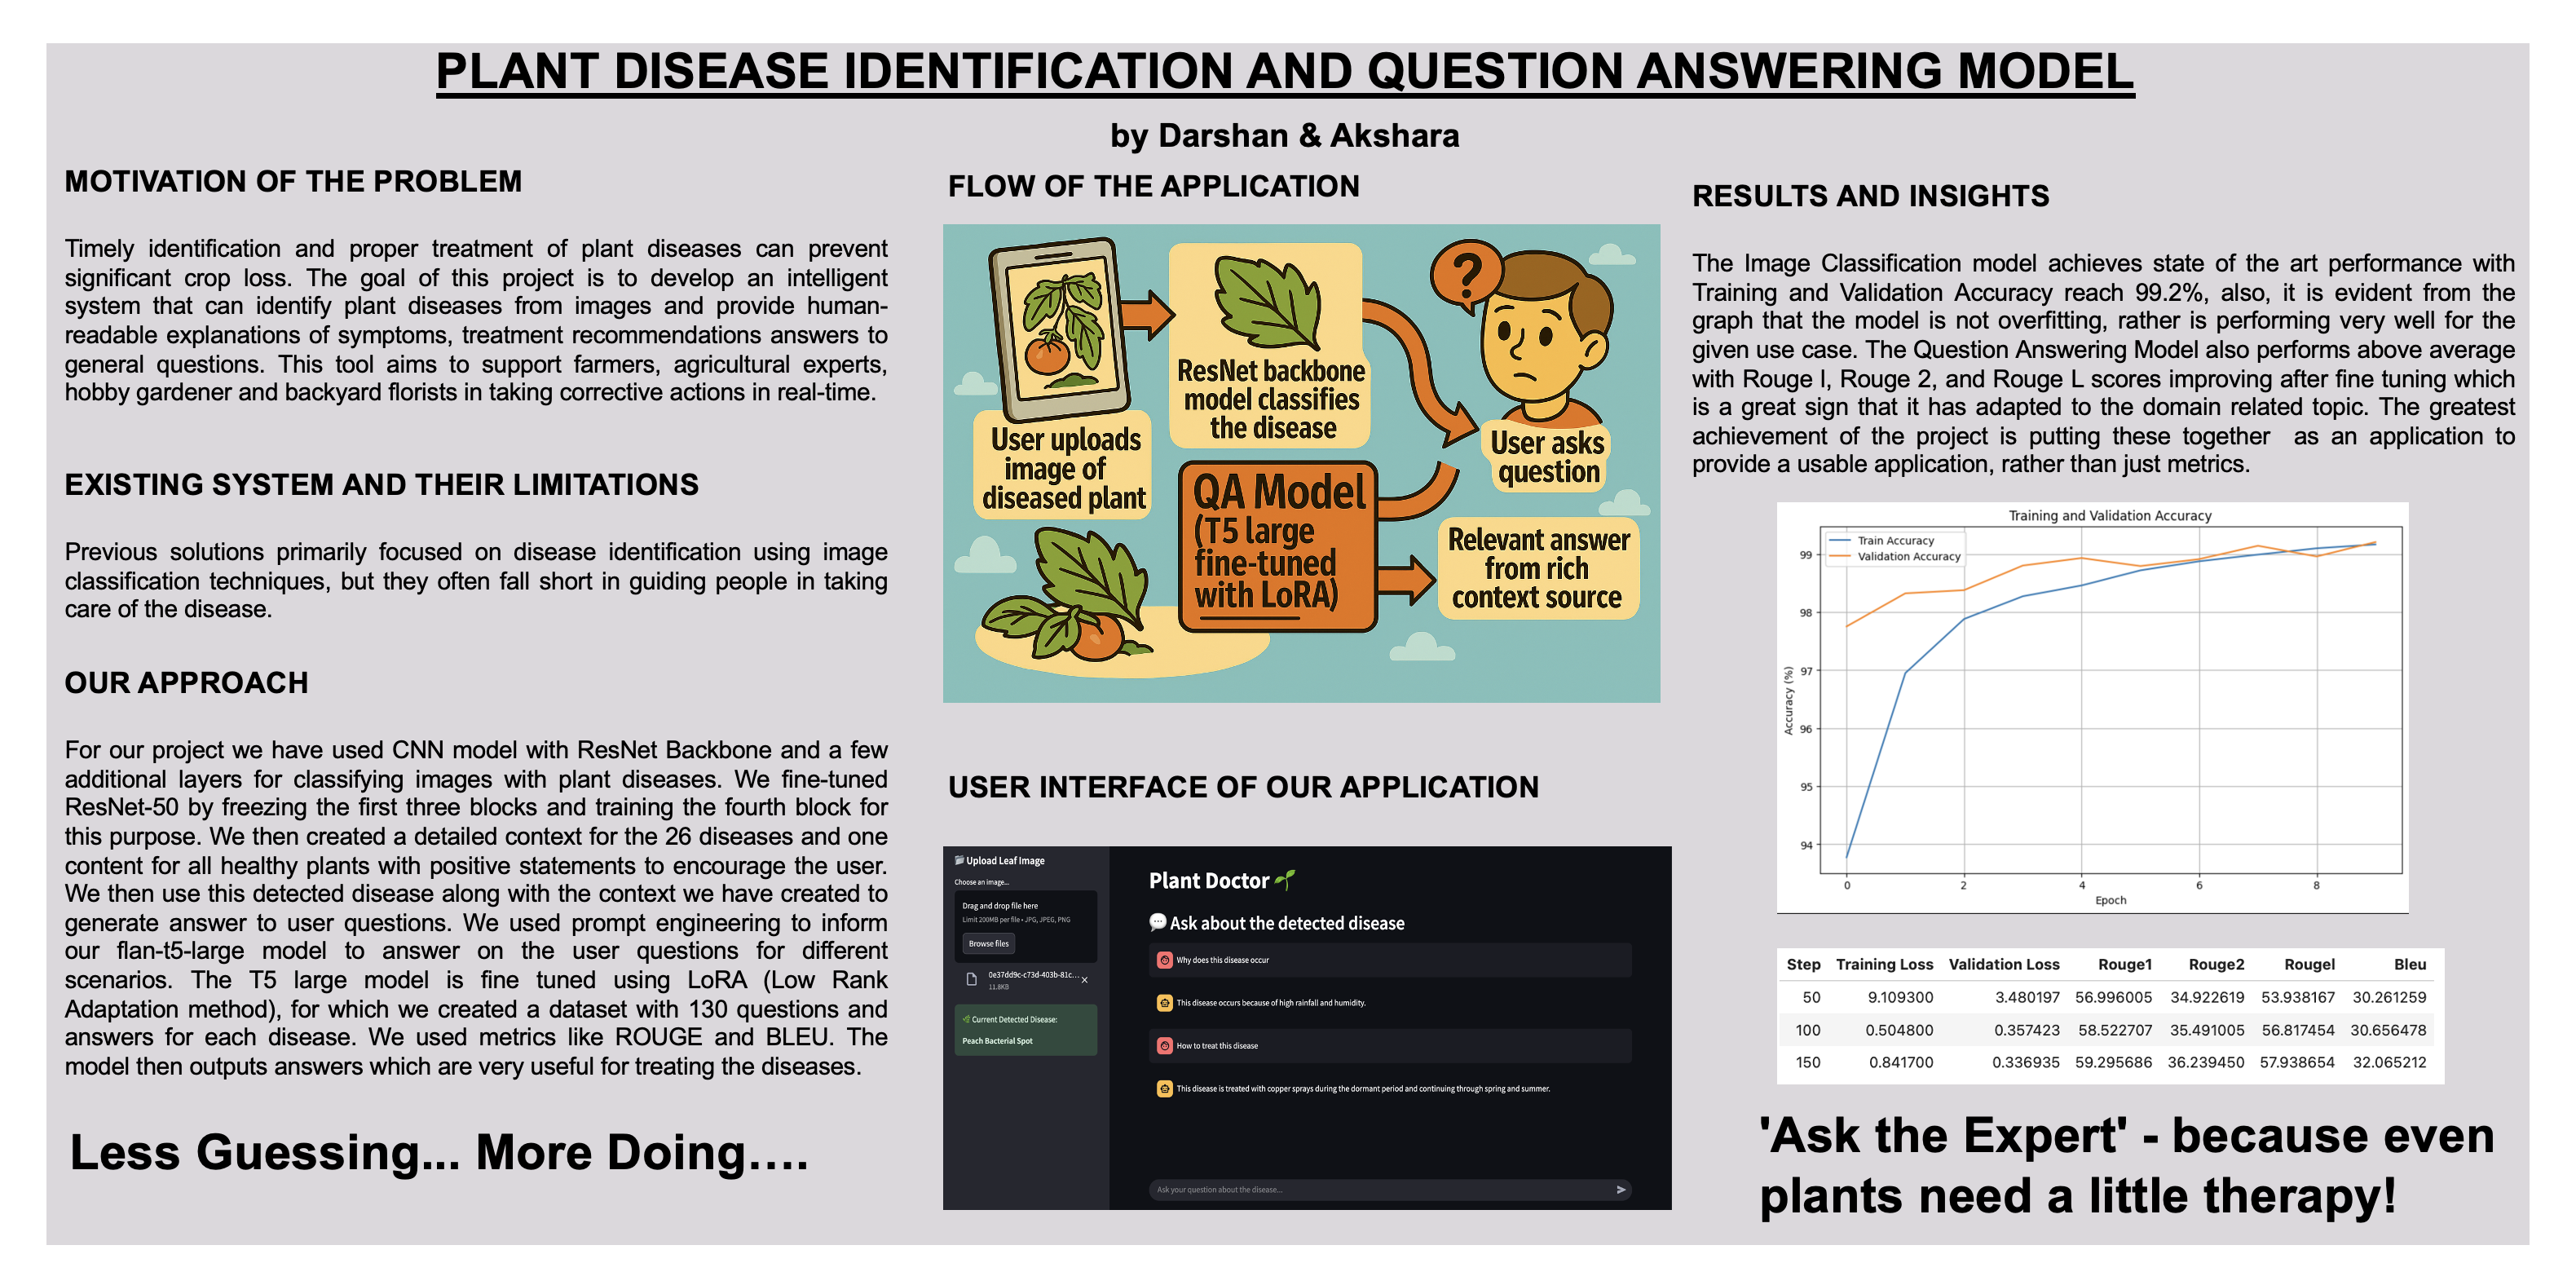 PLANT DISEASE IDENTIFICATION AND QUESTION ANSWERING MODEL
by Darshan & Akshara
MOTIVATION OF THE PROBLEM
Timely identification and proper treatment of plant diseases can prevent
significant crop loss. The goal of this project is to develop an intelligent
system that can identify plant diseases from images and provide human-
readable explanations of symptoms, treatment recommendations answers to
general questions. This tool aims to support farmers, agricultural experts,
hobby gardener and backyard florists in taking corrective actions in real-time.
EXISTING SYSTEM AND THEIR LIMITATIONS
Previous solutions primarily focused on disease identification using image
classification techniques, but they often fall short in guiding people in taking
care of the disease.
OUR APPROACH
For our project we have used CNN model with ResNet Backbone and a few
additional layers for classifying images with plant diseases. We fine-tuned
ResNet-50 by freezing the first three blocks and training the fourth block for
this purpose. We then created a detailed context for the 26 diseases and one
content for all healthy plants with positive statements to encourage the user.
We then use this detected disease along with the context we have created to
generate answer to user questions. We used prompt engineering to inform
our flan-t5-large model to answer on the user questions for different
scenarios. The T5 large model is fine tuned using LoRA (Low Rank
Adaptation method), for which we created a dataset with 130 questions and
answers for each disease. We used metrics like ROUGE and BLEU. The
model then outputs answers which are very useful for treating the diseases.
Less Guessing... More Doing....
FLOW OF THE APPLICATION
User uploads
image of
diseased plant
ResNet backbone
model classifies
the disease
?
User asks
question
QA Model
(T5 large
fine-tuned
with LoRA)
Relevant answer
from rich
context source
USER INTERFACE OF OUR APPLICATION
Upload Leaf Image
Choose an image...
Drag and drop file here
Limit 200MB per file • JPG, JPEG, PNG
Browse files
0e37dd9c-c73d-403b-81c...
11.8KB
Current Detected Disease:
Peach Bacterial Spot
Plant Doctor
Ask about the detected disease
Why does this disease occur
This disease occurs because of high rainfall and humidity.
How to treat this disease
This disease is treated with copper sprays during the dormant period and continuing through spring and summer.
Ask your question about the disease...
RESULTS AND INSIGHTS
The Image Classification model achieves state of the art performance with
Training and Validation Accuracy reach 99.2%, also, it is evident from the
graph that the model is not overfitting, rather is performing very well for the
given use case. The Question Answering Model also performs above average
with Rouge l, Rouge 2, and Rouge L scores improving after fine tuning which
is a great sign that it has adapted to the domain related topic. The greatest
achievement of the project is putting these together as an application to
provide a usable application, rather than just metrics.
Training and Validation Accuracy
Train Accuracy
Validation Accuracy
Accuracy (%)
99
98
97
96
95
94
0 2 4 6 8
Epoch
Step Training Loss Validation Loss Rouge1 Rouge2 Rougel Bleu
50 9.109300 3.480197 56.996005 34.922619 53.938167 30.261259
100 0.504800 0.357423 58.522707 35.491005 56.817454 30.656478
150 0.841700 0.336935 59.295686 36.239450 57.938654 32.065212
'Ask the Expert' - because even
plants need a little therapy!